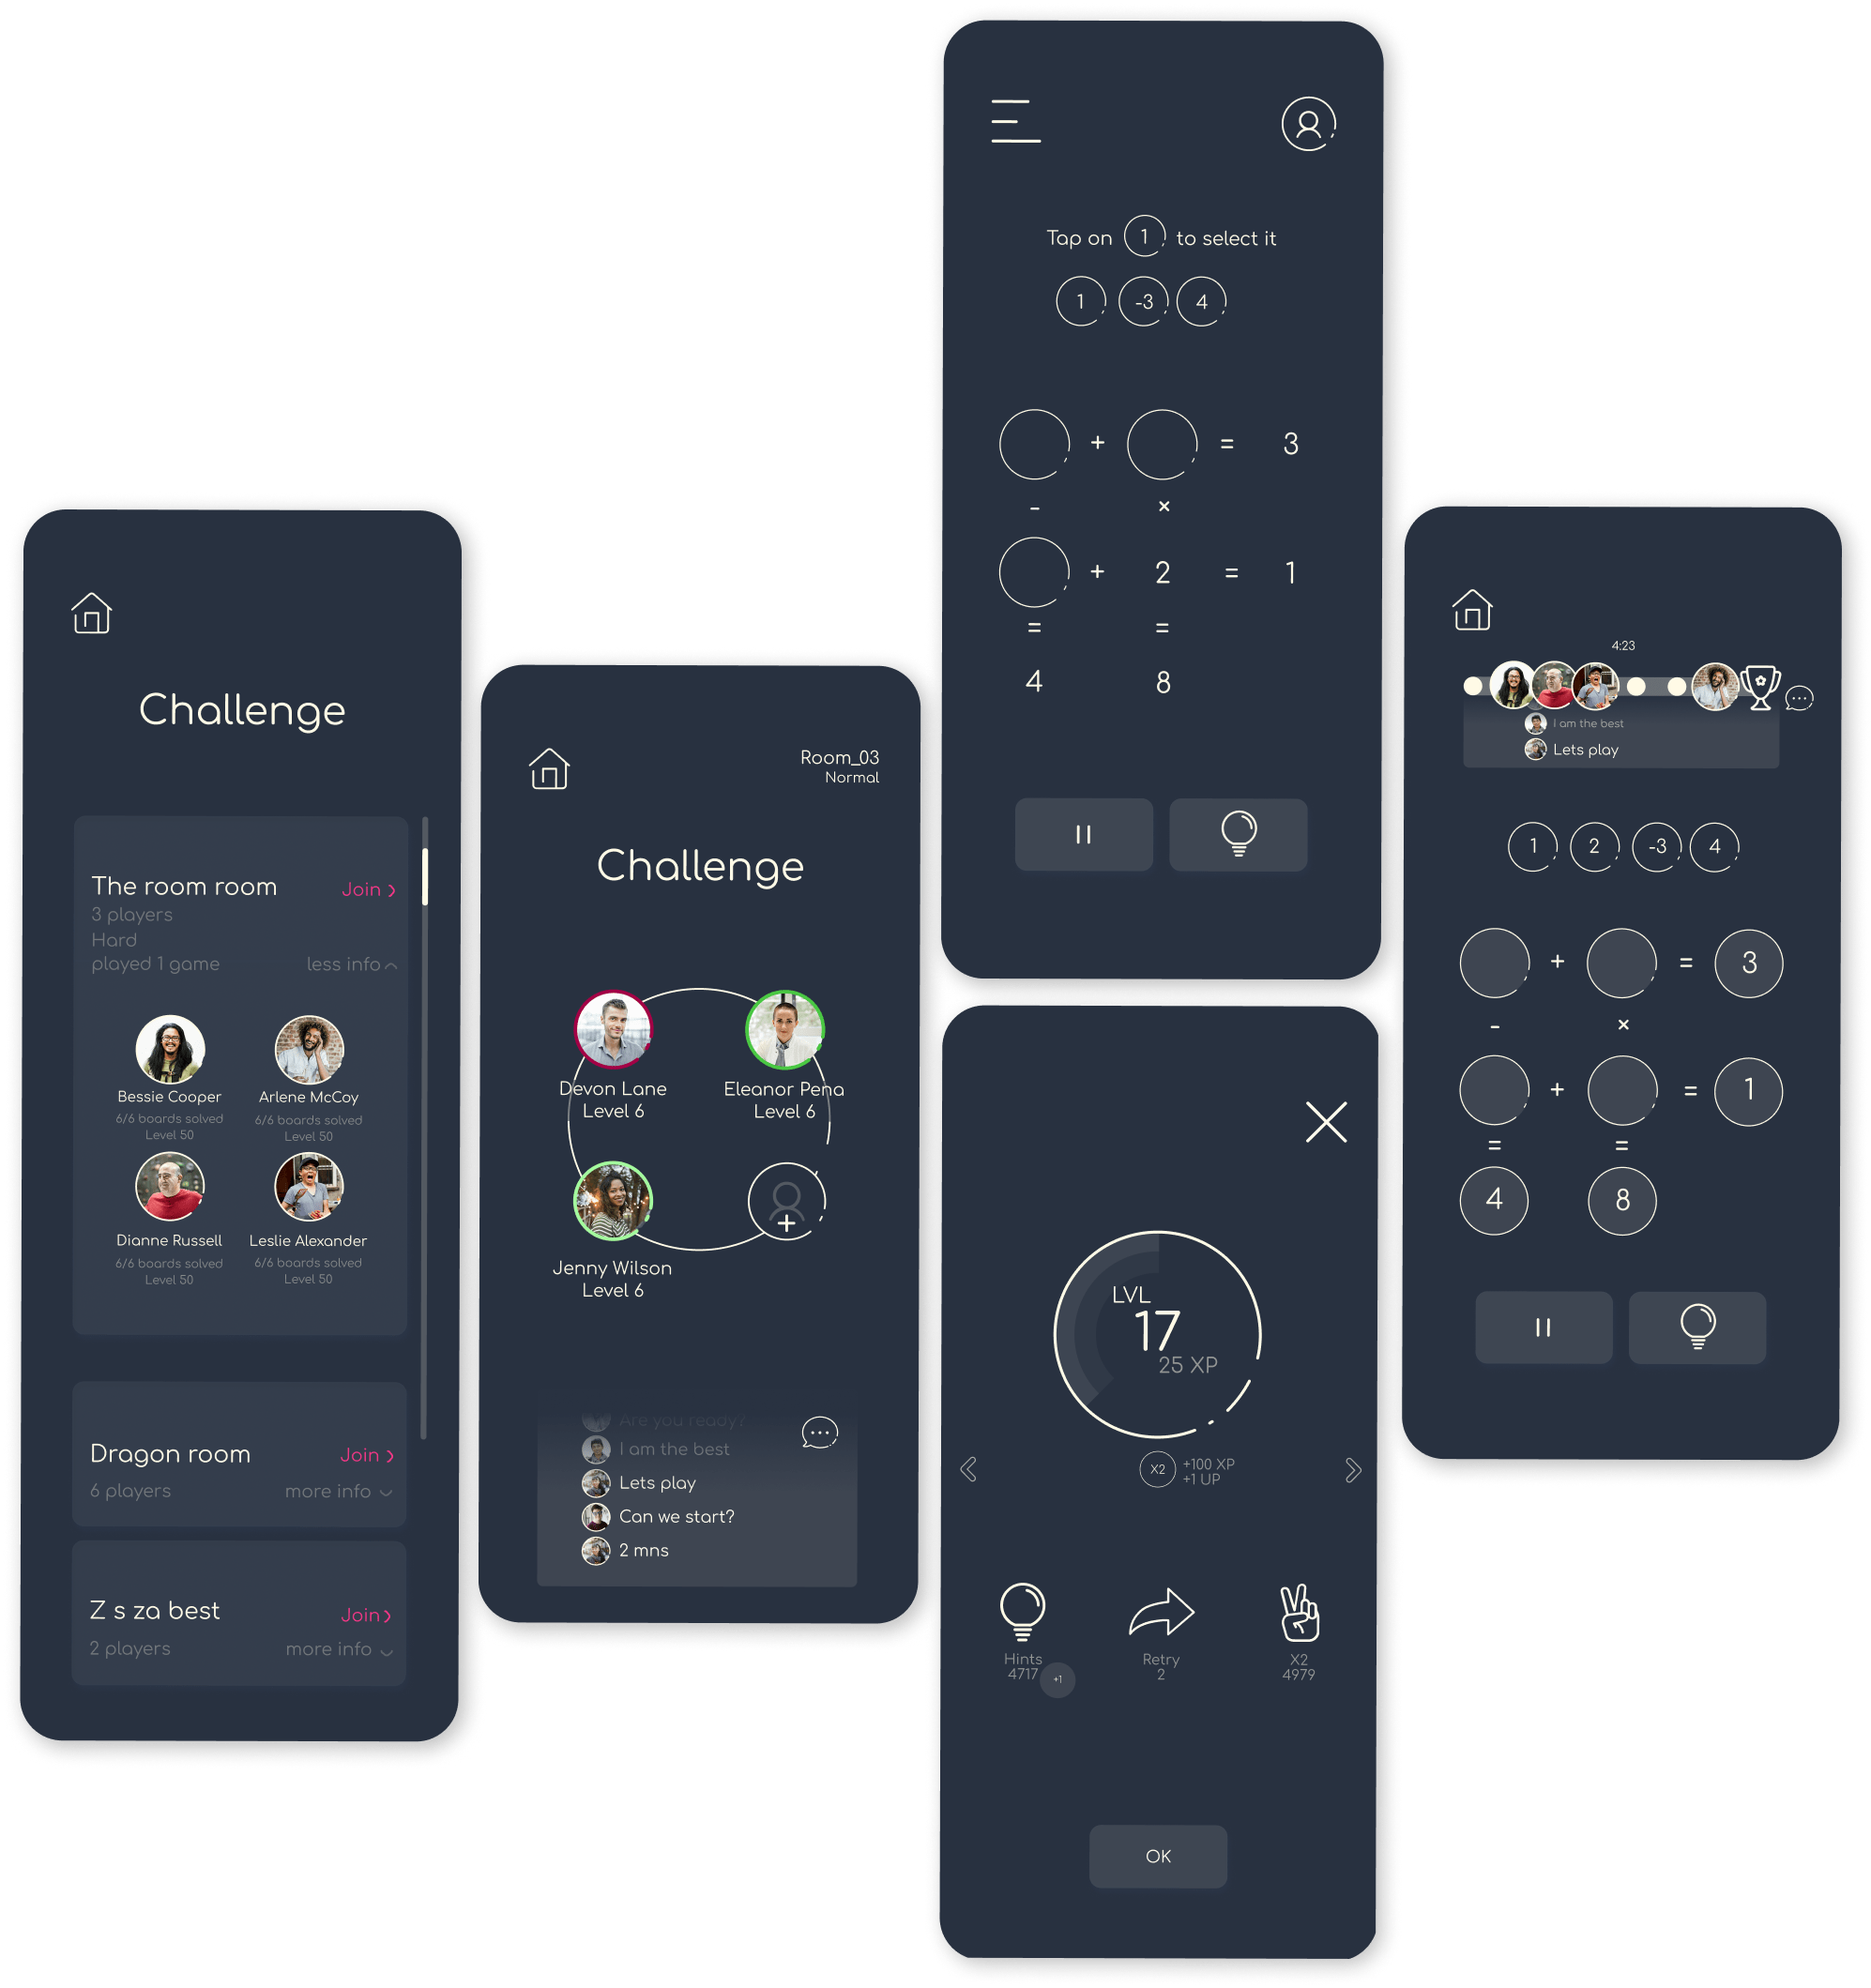 Challenge
The room room Join
3 players
Hard
played 1 game less info
Bessie Cooper Arlene McCoy
6/6 boards solved 6/6 boards solved
Level 50 Level 50
Dianne Russell Leslie Alexander
6/6 boards solved 6/6 boards solved
Level 50 Level 50
Dragon room Join
6 players more info
Z s za best Join
2 players more info
Room_03
Normal
Challenge
Devon Lane Eleanor Pena
Level 6 Level 6
Jenny Wilson
Level 6
Are you ready?
I am the best
Lets play
Can we start?
2 mns
Tap on 1 to select it
1 -3 4
+ = 3
- ×
+ 2 = 1
= =
4 8
LVL
17
25 XP
X2 +100 XP
+1 UP
Hints Retry X2
4717 +1 2 4979
OK
4:23
I am the best
Lets play
1 2 -3 4
+ = 3
- ×
+ = 1
= =
4 8